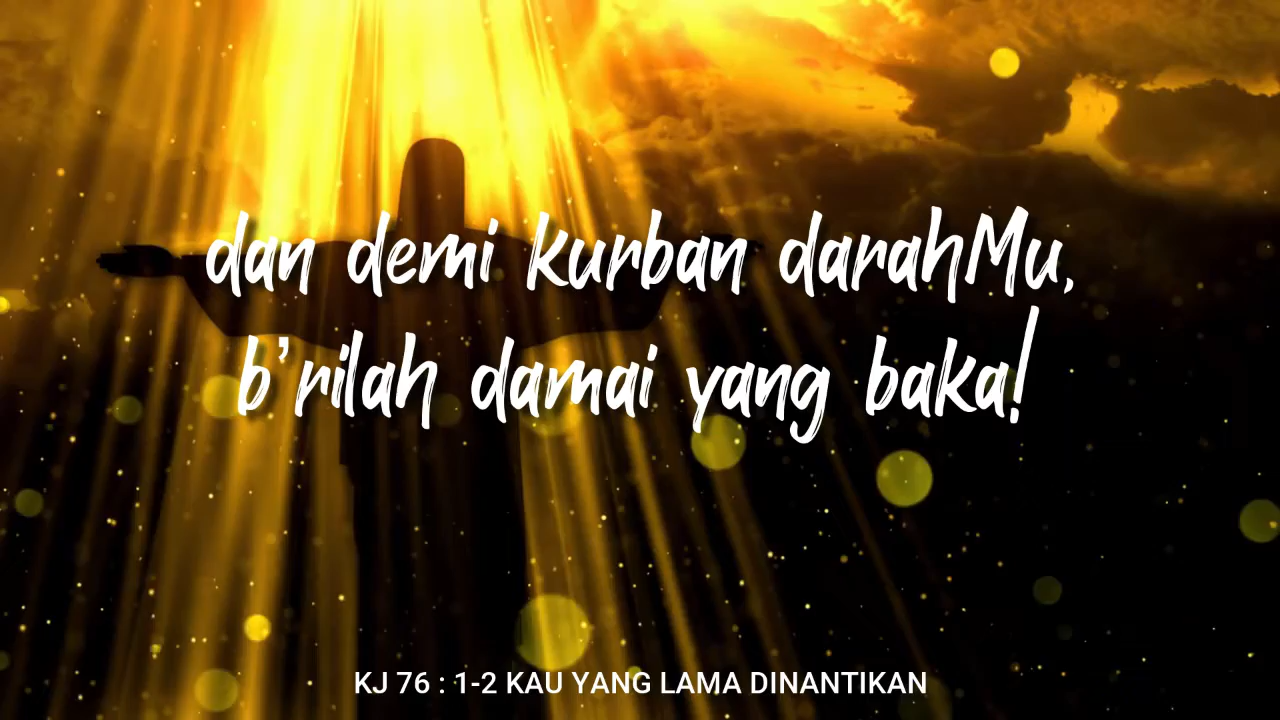 dan demi kurban darahMu,
b'rilah damai yang baka!
KJ 76 : 1-2 KAU YANG LAMA DINANTIKAN